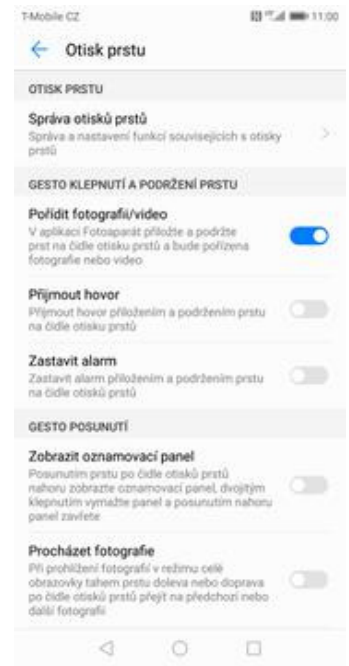 T-Mobile CZ
11:00
Otisk prstu
OTISK PRSTU
Správa otisků prstů
Správa a nastavení funkcí souvisejících s otisky
prstů
GESTO KLEPNUTÍ A PODRŽENÍ PRSTU
Pořídit fotografii/video
V aplikaci Fotoaparát přiložte a podržte
prst na čidle otisku prstů a bude pořízena
fotografie nebo video
Přijmout hovor
Přijmout hovor přiložením a podržením prstu
na čidle otisku prstů
Zastavit alarm
Zastavit alarm přiložením a podržením prstu
na čidle otisků prstů
GESTO POSUNUTÍ
Zobrazit oznamovací panel
Posunutím prstu po čidle otisků prstů
nahoru zobrazte oznamovací panel, dvojitým
klepnutím vymažte panel a posunutím nahoru
panel zavřete
Procházet fotografie
Při prohlížení fotografií v režimu celé
obrazovky tahem prstu doleva nebo doprava
po čidle otisků prstů přejít na předchozí nebo
další fotografii